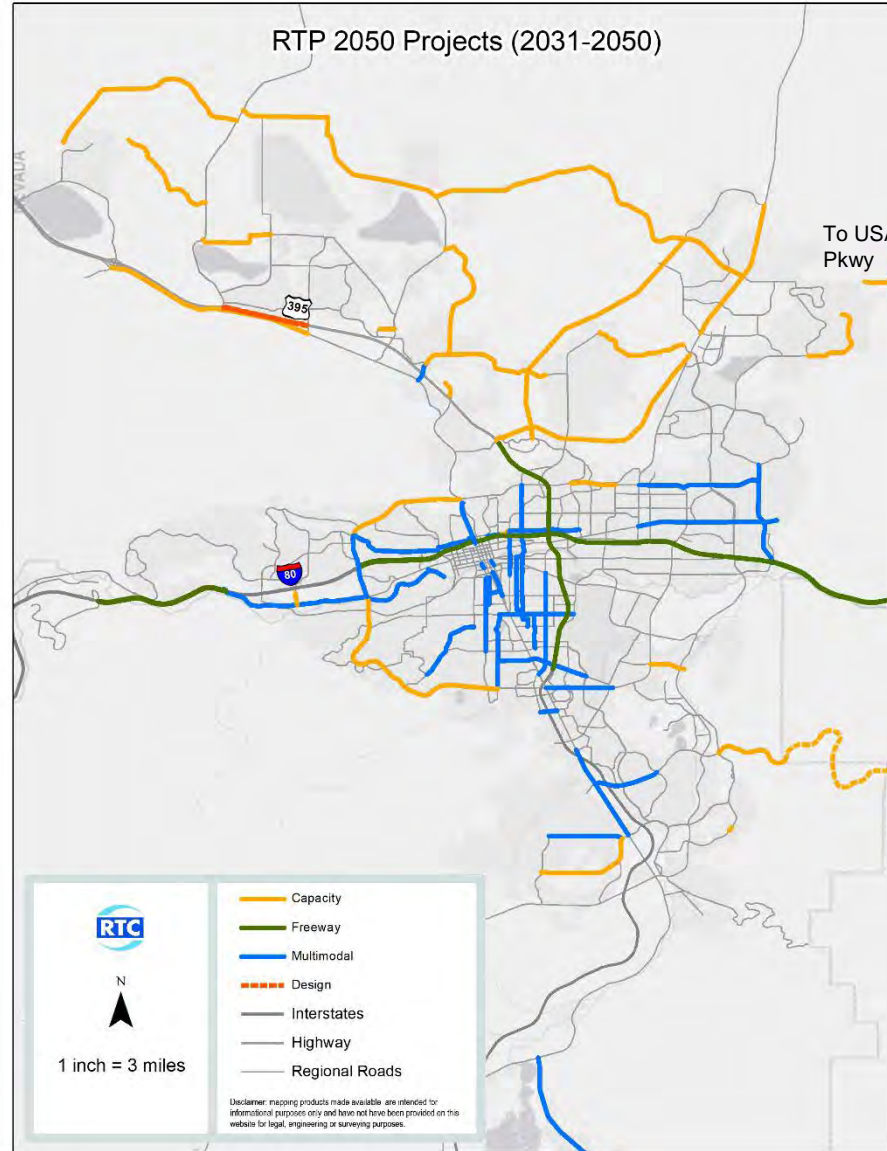 RTP 2050 Projects (2031-2050)
NEVADA
To USA
Pkwy
395
80
RTC
N
1 inch = 3 miles
Capacity
Freeway
Multimodal
Design
Interstates
Highway
Regional Roads
Disclaimer: mapping products made available are intended for
informational purposes only and have not have been provided on this
website for legal, engineering or surveying purposes.